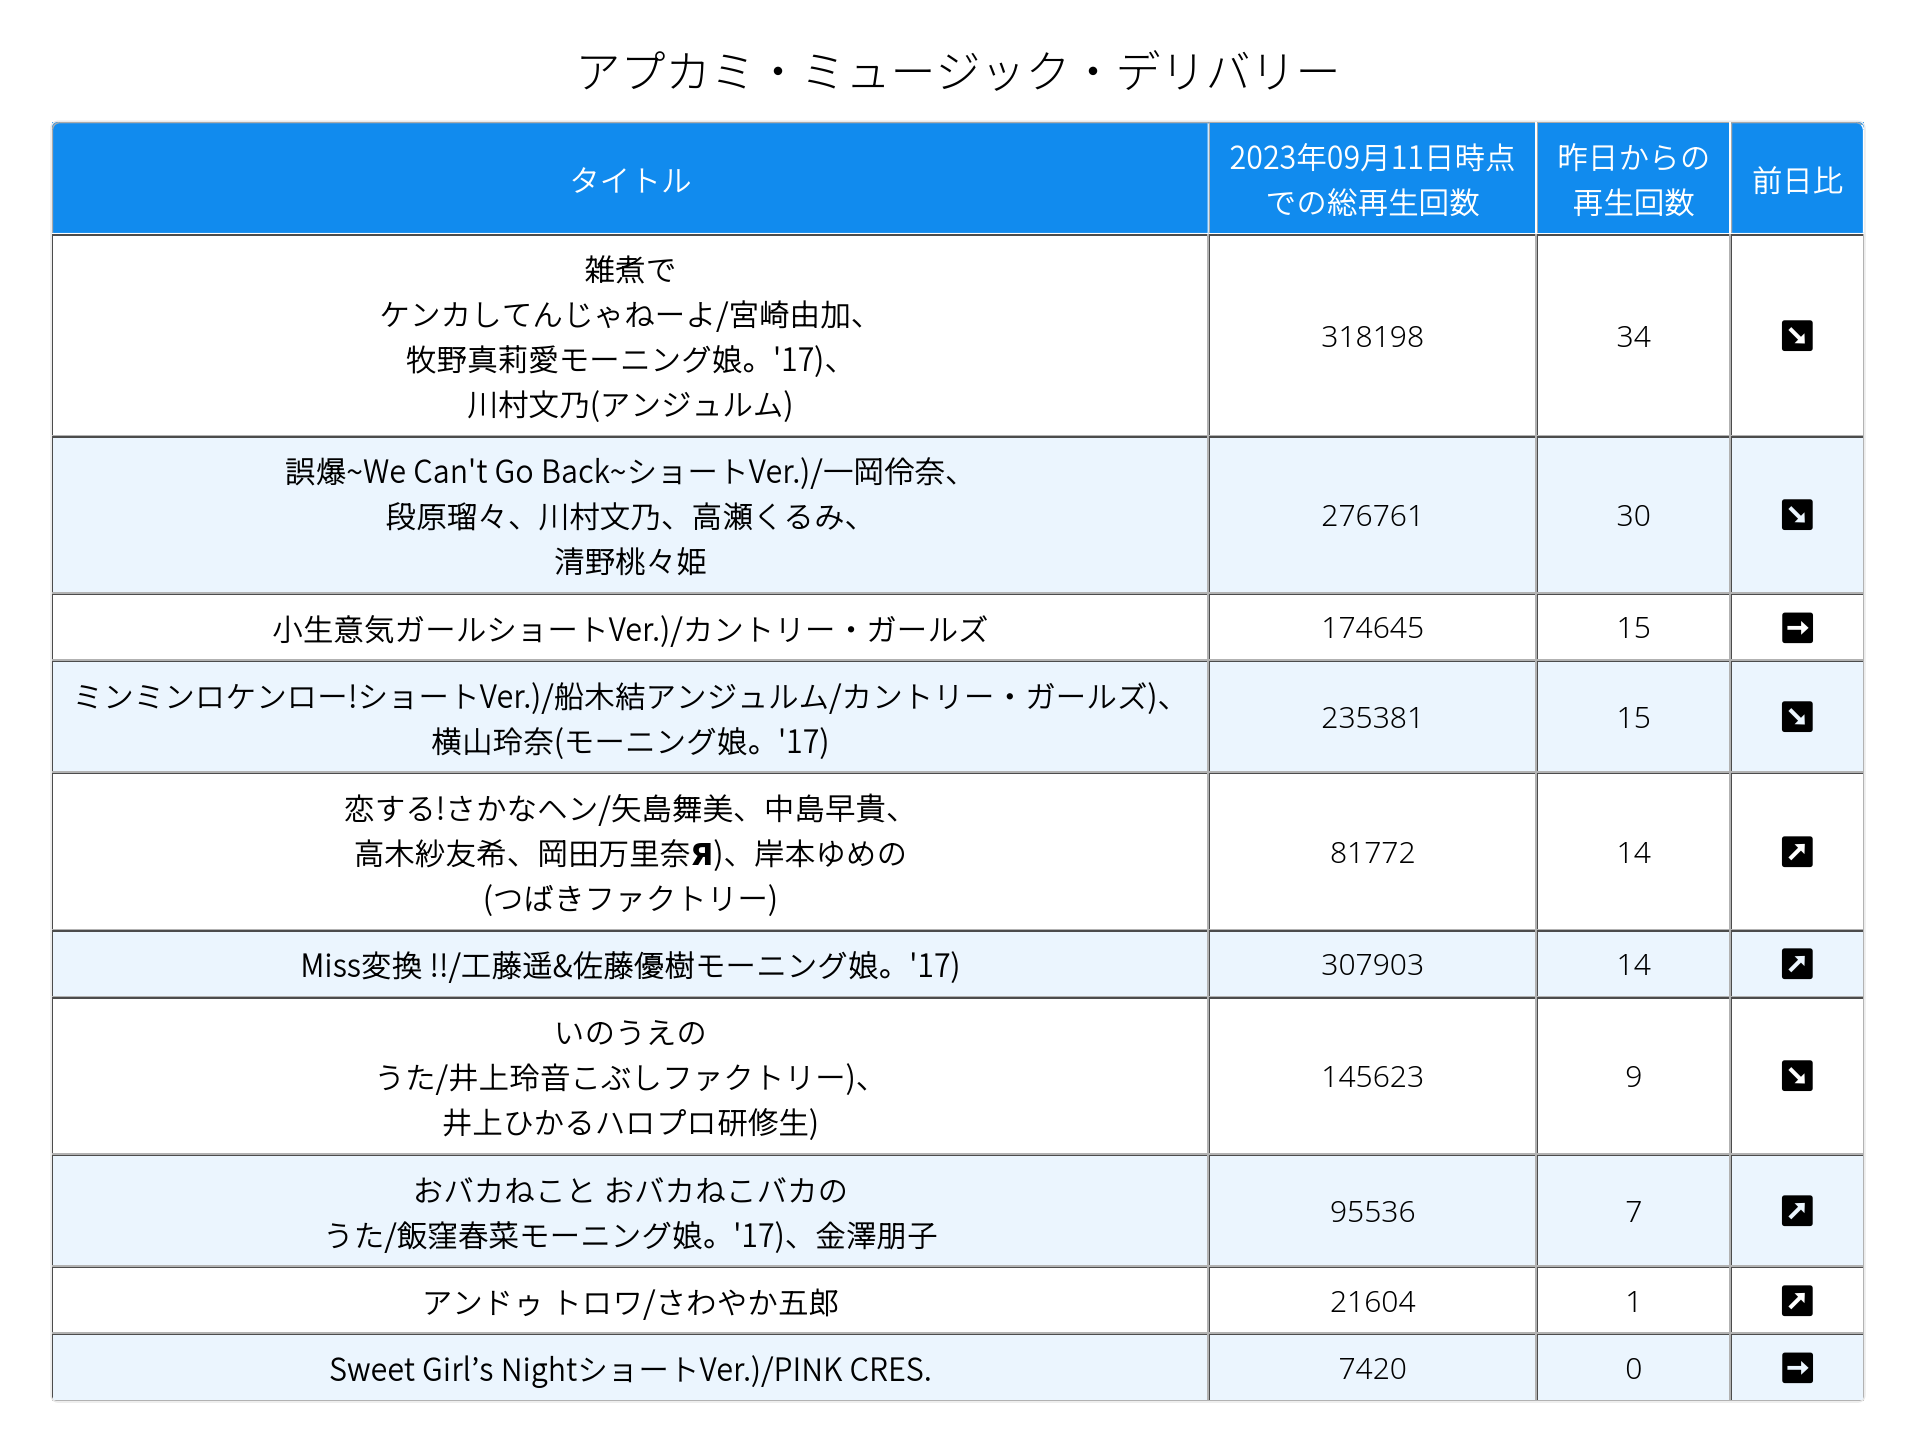 アプカミ・ミュージック・デリバリー
タイトル
2023年09月11日時点
での総再生回数
昨日からの
再生回数
前日比
雑煮で
ケンカしてんじゃねーよ/宮崎由加、
牧野真莉愛モーニング娘。'17)、
川村文乃(アンジュルム)
318198
34
誤爆~We Can't Go Back~ショートVer.)/一岡伶奈、
段原瑠々、川村文乃、高瀬くるみ、
清野桃々姫
276761
30
小生意気ガールショートVer.)/カントリー・ガールズ
174645
15
ミンミンロケンロー!ショートVer.)/船木結アンジュルム/カントリー・ガールズ)、
横山玲奈(モーニング娘。'17)
235381
15
恋する!さかなヘン/矢島舞美、中島早貴、
高木紗友希、岡田万里奈Я)、岸本ゆめの
(つばきファクトリー)
81772
14
Miss変換 !!/工藤遥&佐藤優樹モーニング娘。'17)
307903
14
いのうえの
うた/井上玲音こぶしファクトリー)、
井上ひかるハロプロ研修生)
145623
9
おバカねこと おバカねこバカの
うた/飯窪春菜モーニング娘。'17)、金澤朋子
95536
7
アンドゥ トロワ/さわやか五郎
21604
1
Sweet Girl’s NightショートVer.)/PINK CRES.
7420
0